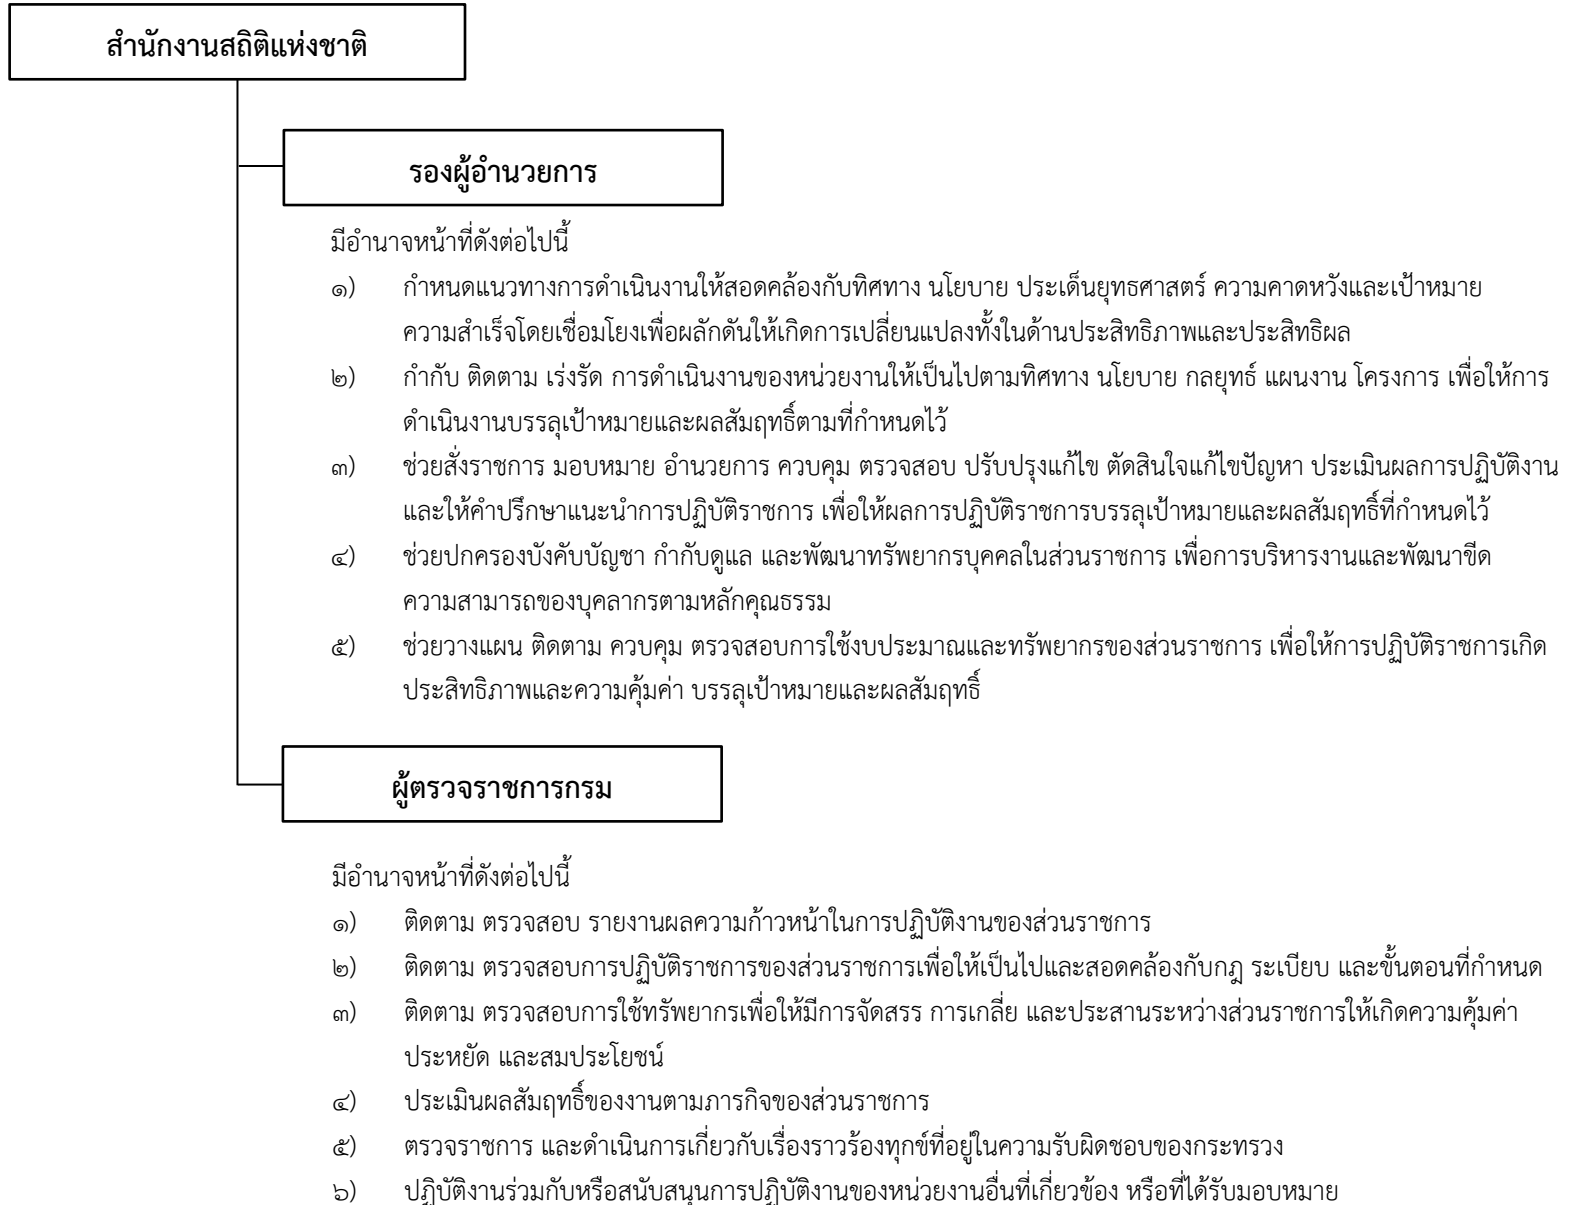 สำนักงานสถิติแห่งชาติ
รองผู้อำนวยการ
มีอำนาจหน้าที่ดังต่อไปนี้
๑) กำหนดแนวทางการดำเนินงานให้สอดคล้องกับทิศทาง นโยบาย ประเด็นยุทธศาสตร์ ความคาดหวังและเป้าหมาย
ความสำเร็จโดยเชื่อมโยงเพื่อผลักดันให้เกิดการเปลี่ยนแปลงทั้งในด้านประสิทธิภาพและประสิทธิผล
๒) กำกับ ติดตาม เร่งรัด การดำเนินงานของหน่วยงานให้เป็นไปตามทิศทาง นโยบาย กลยุทธ์ แผนงาน โครงการ เพื่อให้การ
ดำเนินงานบรรลุเป้าหมายและผลสัมฤทธิ์ตามที่กำหนดไว้
๓) ช่วยสั่งราชการ มอบหมาย อำนวยการ ควบคุม ตรวจสอบ ปรับปรุงแก้ไข ตัดสินใจแก้ไขปัญหา ประเมินผลการปฏิบัติงาน
และให้คำปรึกษาแนะนำการปฏิบัติราชการ เพื่อให้ผลการปฏิบัติราชการบรรลุเป้าหมายและผลสัมฤทธิ์ที่กำหนดไว้
๔) ช่วยปกครองบังคับบัญชา กำกับดูแล และพัฒนาทรัพยากรบุคคลในส่วนราชการ เพื่อการบริหารงานและพัฒนาขีด
ความสามารถของบุคลากรตามหลักคุณธรรม
๕) ช่วยวางแผน ติดตาม ควบคุม ตรวจสอบการใช้งบประมาณและทรัพยากรของส่วนราชการ เพื่อให้การปฏิบัติราชการเกิด
ประสิทธิภาพและความคุ้มค่า บรรลุเป้าหมายและผลสัมฤทธิ์
ผู้ตรวจราชการกรม
มีอำนาจหน้าที่ดังต่อไปนี้
๑) ติดตาม ตรวจสอบ รายงานผลความก้าวหน้าในการปฏิบัติงานของส่วนราชการ
๒) ติดตาม ตรวจสอบการปฏิบัติราชการของส่วนราชการเพื่อให้เป็นไปและสอดคล้องกับกฎ ระเบียบ และขั้นตอนที่กำหนด
๓) ติดตาม ตรวจสอบการใช้ทรัพยากรเพื่อให้มีการจัดสรร การเกลี่ย และประสานระหว่างส่วนราชการให้เกิดความคุ้มค่า
ประหยัด และสมประโยชน์
๔) ประเมินผลสัมฤทธิ์ของงานตามภารกิจของส่วนราชการ
๕) ตรวจราชการ และดำเนินการเกี่ยวกับเรื่องราวร้องทุกข์ที่อยู่ในความรับผิดชอบของกระทรวง
๖) ปฏิบัติงานร่วมกับหรือสนับสนุนการปฏิบัติงานของหน่วยงานอื่นที่เกี่ยวข้อง หรือที่ได้รับมอบหมาย